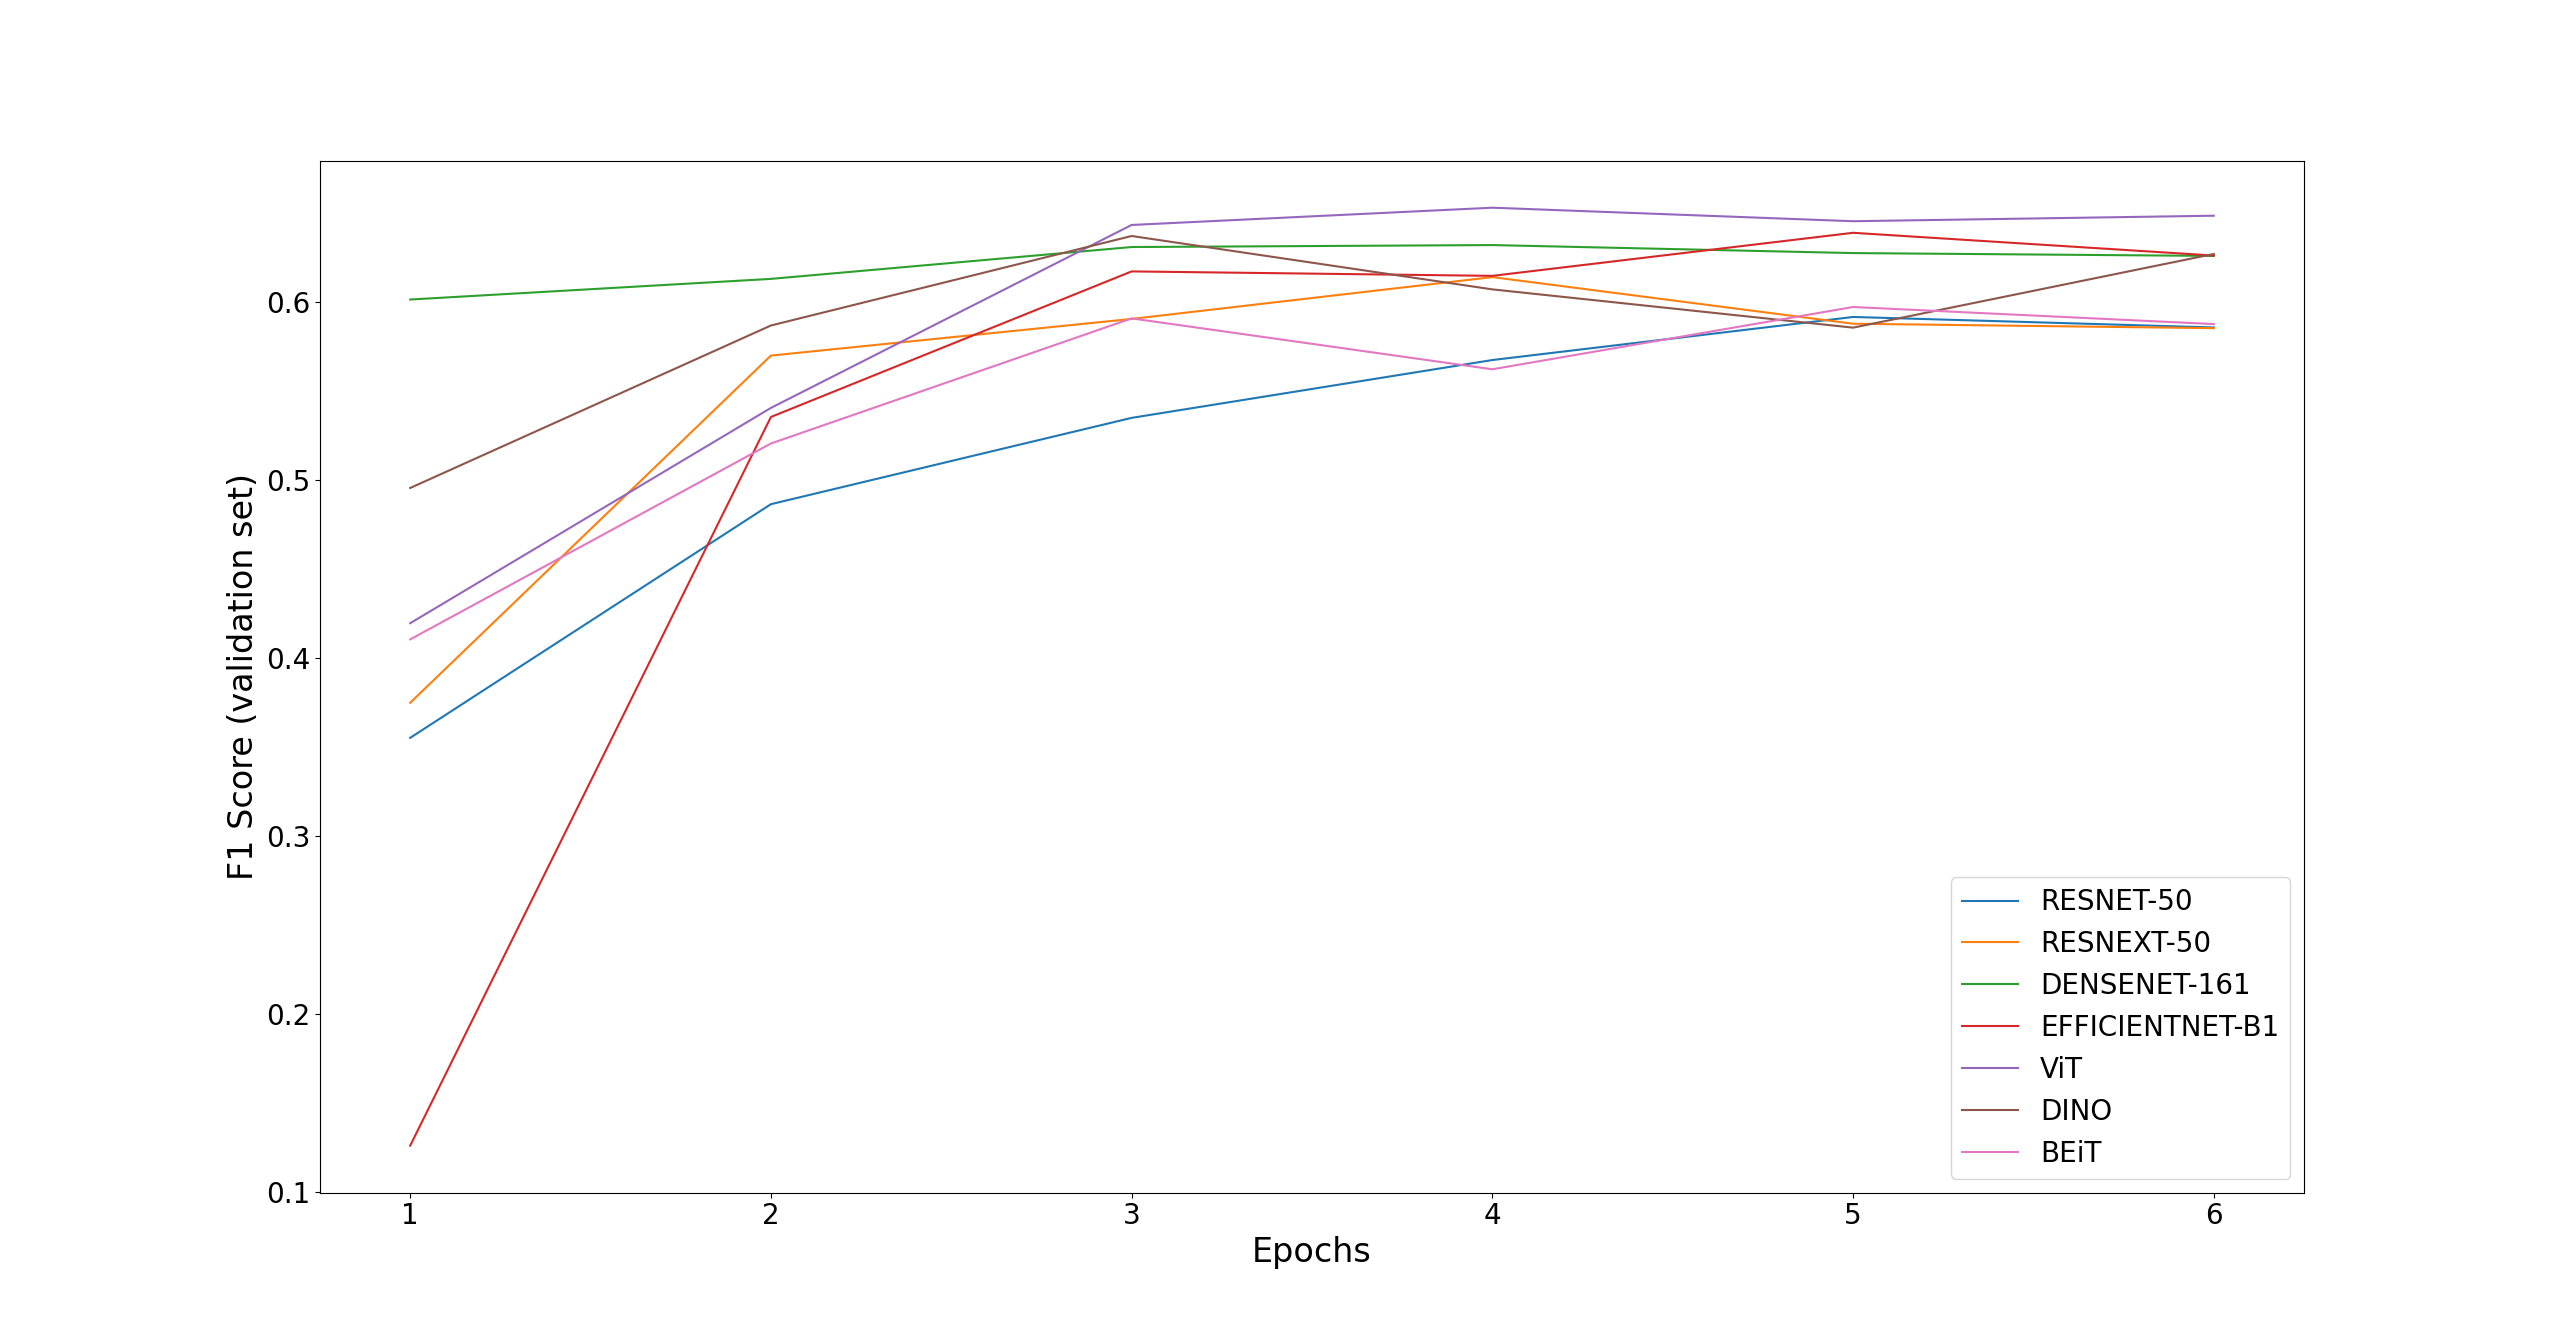 F1 Score (validation set)
0.6
0.5
0.4
0.3
0.2
0.1
1 2 3 4 5 6
Epochs
RESNET-50
RESNEXT-50
DENSENET-161
EFFICIENTNET-B1
ViT
DINO
BEiT